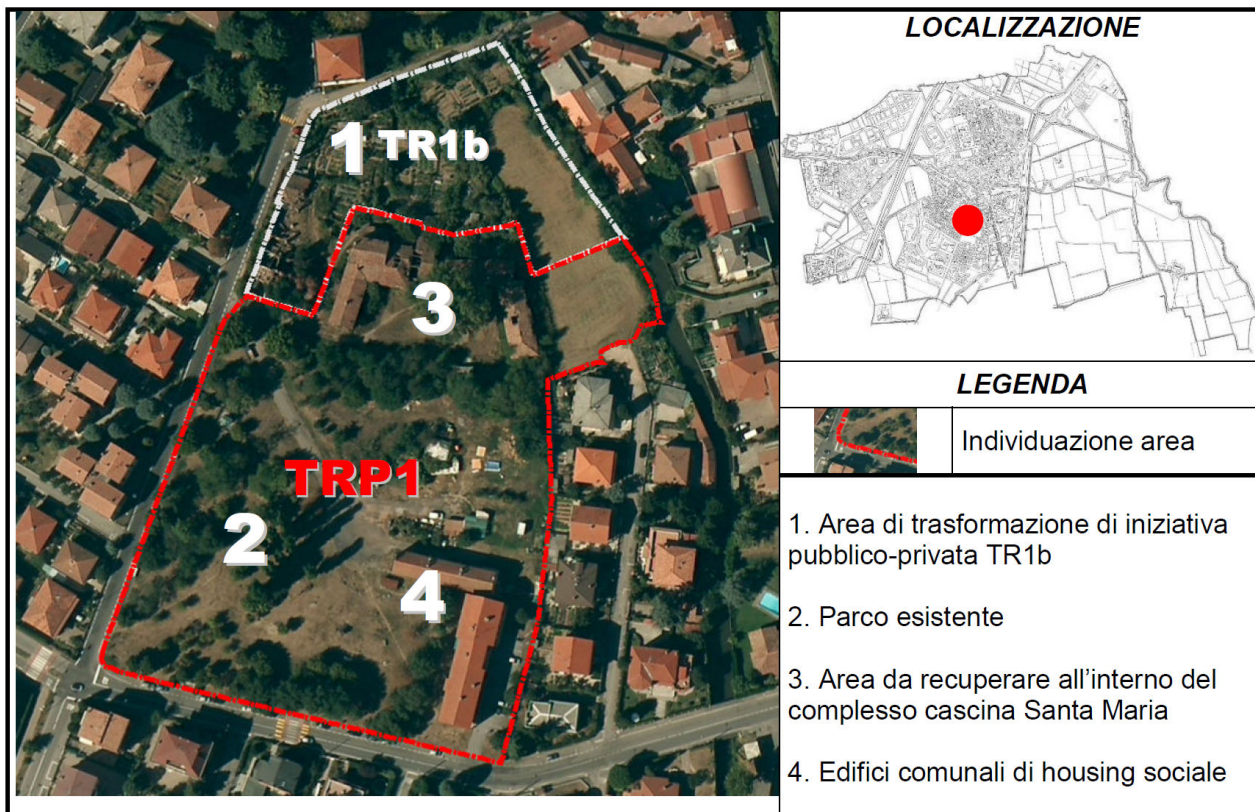 LOCALIZZAZIONE
1 TR1b
3
TRP1
2
4
LEGENDA
Individuazione area
1. Area di trasformazione di iniziativa
pubblico-privata TR1b
2. Parco esistente
3. Area da recuperare all'interno del
complesso cascina Santa Maria
4. Edifici comunali di housing sociale